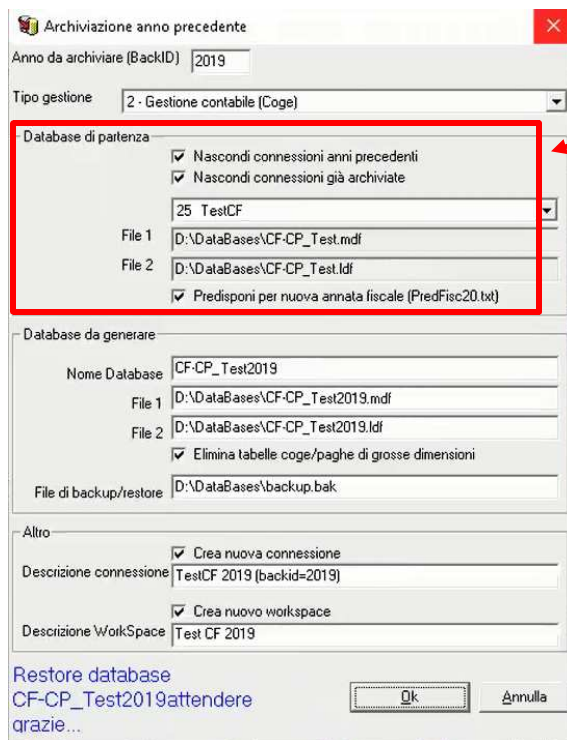 Archiviazione anno precedente
Anno da archiviare (BackID) 2019
Tipo gestione 2 - Gestione contabile (Coge)
Database di partenza
Nascondi connessioni anni precedenti
Nascondi connessioni già archiviate
25 TestCF
File 1 D:\DataBases\CF-CP_Test.mdf
File 2 D:\DataBases\CF-CP_Test.ldf
Predisponi per nuova annata fiscale (PredFisc20.txt)
Database da generare
Nome Database CF-CP_Test2019
File 1 D:\DataBases\CF-CP_Test2019.mdf
File 2 D:\DataBases\CF-CP_Test2019.ldf
Elimina tabelle coge/paghe di grosse dimensioni
File di backup/restore D:\DataBases\backup.bak
Altro
Crea nuova connessione
Descrizione connessione TestCF 2019 (backid=2019)
Crea nuovo workspace
Descrizione WorkSpace Test CF 2019
Restore database
CF-CP_Test2019attendere
grazie...
Ok Annulla